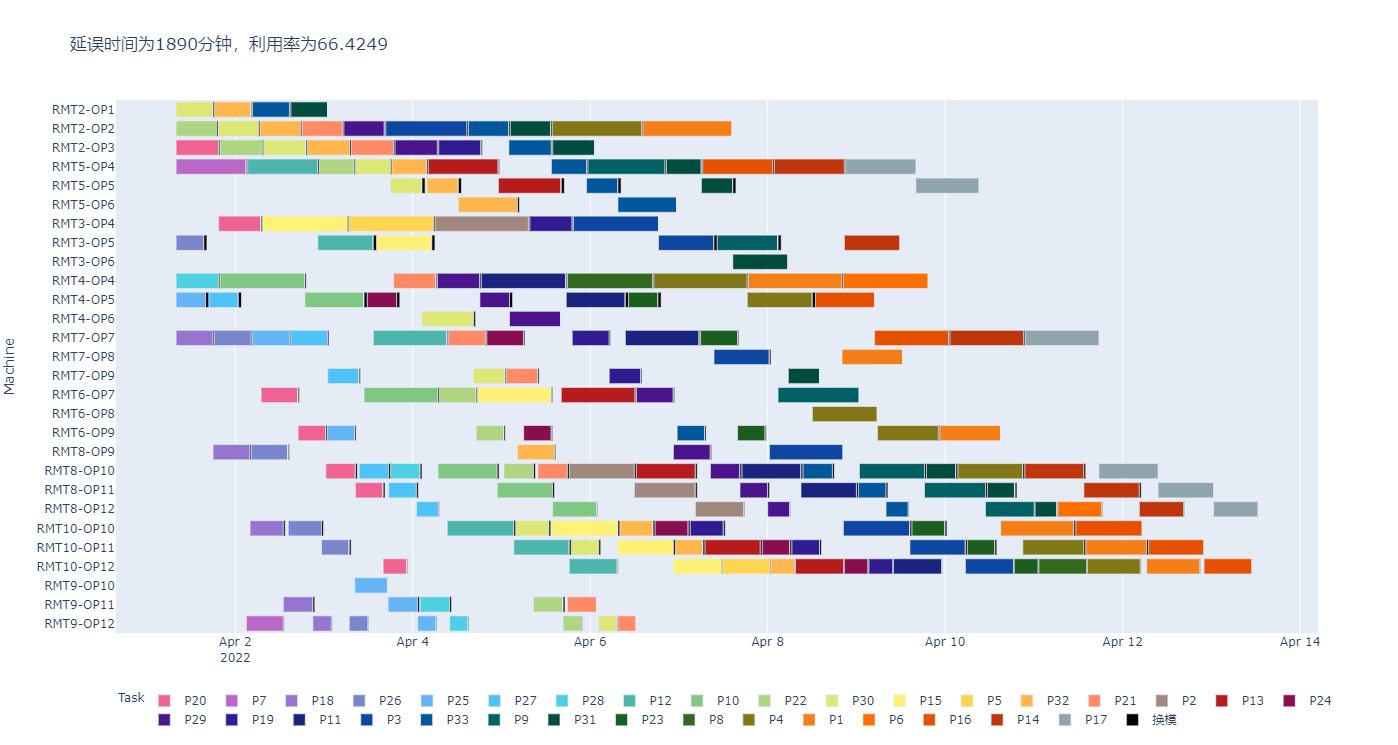 延误时间为1890分钟，利用率为66.4249
RMT2-OP1
RMT2-OP2
RMT2-OP3
RMT5-OP4
RMT5-OP5
RMT5-OP6
RMT3-OP4
RMT3-OP5
RMT3-OP6
RMT4-OP4
RMT4-OP5
RMT4-OP6
RMT7-OP7
RMT7-OP8
RMT7-OP9
RMT6-OP7
RMT6-OP8
RMT6-OP9
RMT8-OP9
RMT8-OP10
RMT8-OP11
RMT8-OP12
RMT10-OP10
RMT10-OP11
RMT10-OP12
RMT9-OP10
RMT9-OP11
RMT9-OP12
Machine
Apr 2 Apr 4 Apr 6 Apr 8 Apr 10 Apr 12 Apr 14
2022
Task P20 P7 P18 P26 P25 P27 P28 P12 P10 P22 P30 P15 P5 P32 P21 P2 P13 P24
P29 P19 P11 P3 P33 P9 P31 P23 P8 P4 P1 P6 P16 P14 P17 换模